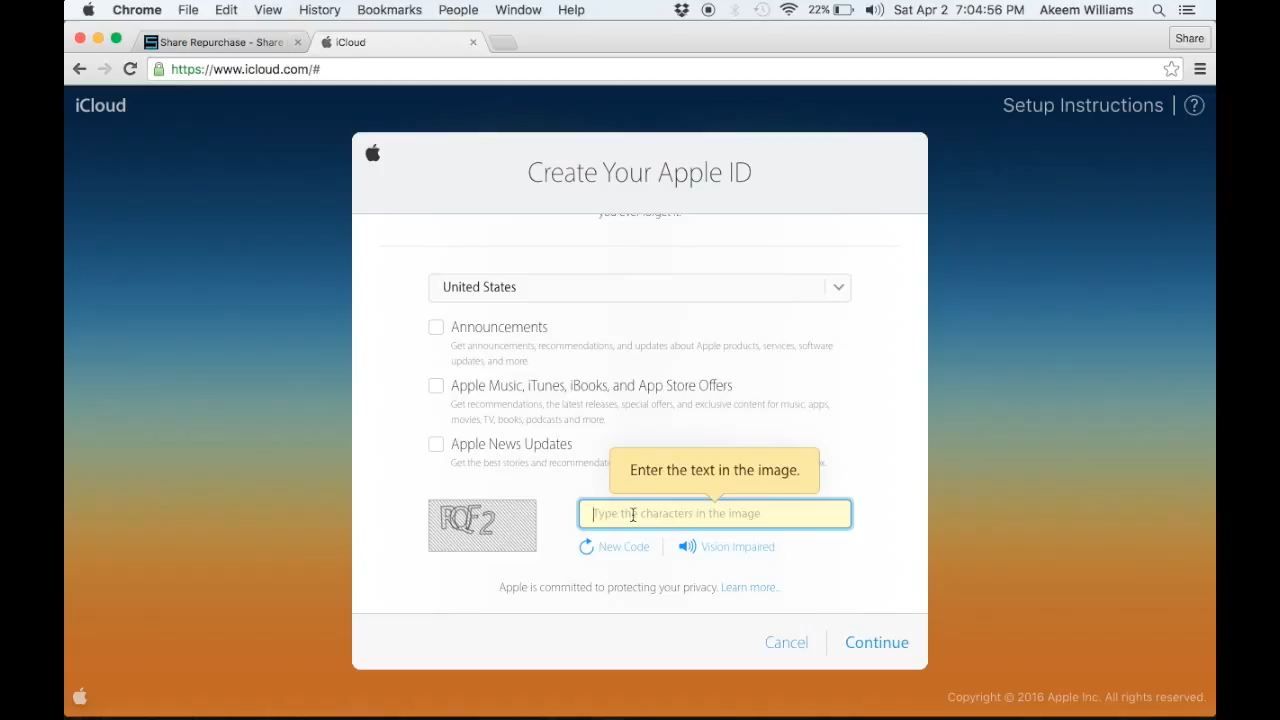 Chrome File Edit View History Bookmarks People Window Help 22% Sat Apr 2 7:04:56 PM Akeem Williams
Share Repurchase - Share
iCloud
Share
https://www.icloud.com/#
iCloud
Setup Instructions | ?
Create Your Apple ID
you ever forget it.
United States
Announcements
Get announcements, recommendations, and updates about Apple products, services, software
updates, and more.
Apple Music, iTunes, iBooks, and App Store Offers
Get recommendations, the latest releases, special offers, and exclusive content for music, apps,
movies, TV, books, podcasts and more.
Apple News Updates
Get the best stories and recommendat
Enter the text in the image.
Type the characters in the image
New Code
Vision Impaired
Apple is committed to protecting your privacy. Learn more..
Cancel
Continue
Copyright © 2016 Apple Inc. All rights reserved.